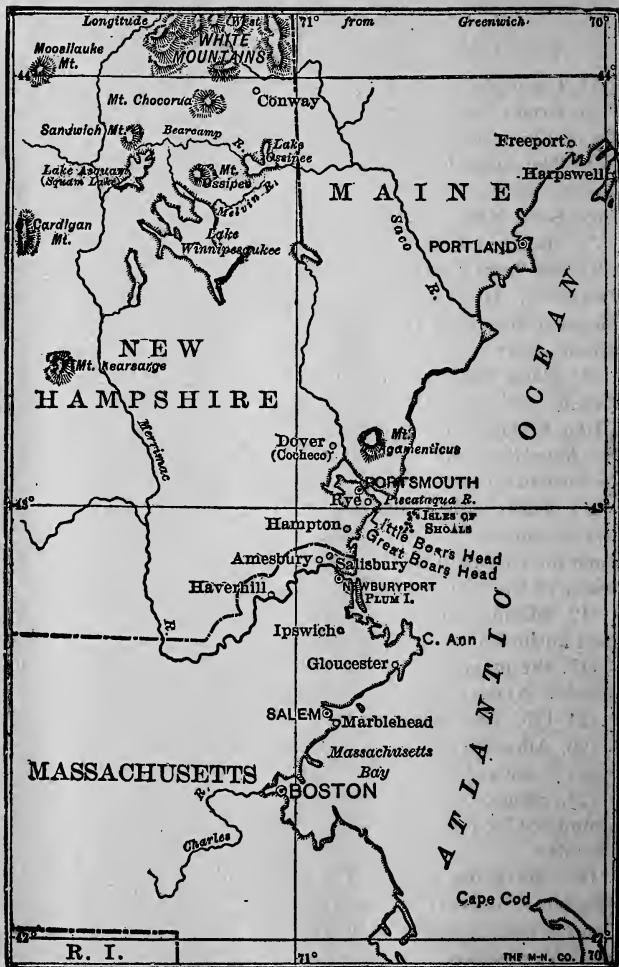 Longitude West 71° from Greenwich 70°
WHITE
MOUNTAINS
Moosilauke
Mt.
44° 44
Mt. Chocorua
Conway
Sandwich Mt.
Bearcamp R.
Lake
Ossipee
Freeport
Lake Asquam
(Squam Lake)
Mt.
Ossipee
Harpswell
Melvin R.
MAINE
Cardigan
Mt.
Lake
Winnipesaukee
Saco
R.
PORTLAND
NEW
HAMPSHIRE
Mt. Kearsarge
Merrimac
R.
Dover
(Cocheco)
Mt.
gamenticus
PORTSMOUTH
Rye
Piscataqua R.
43° 43
ISLES OF
SHOALS
Hampton
Little Boars Head
Great Boars Head
Amesbury
Salisbury
Haverhill
NEWBURYPORT
PLUM I.
Ipswich
C. Ann
Gloucester
SALEM
Marblehead
Massachusetts
Bay
MASSACHUSETTS
BOSTON
Charles
R.
ATLANTIC OCEAN
Cape Cod
42° 42
R. I.
71°
THE M-N. CO.
70°